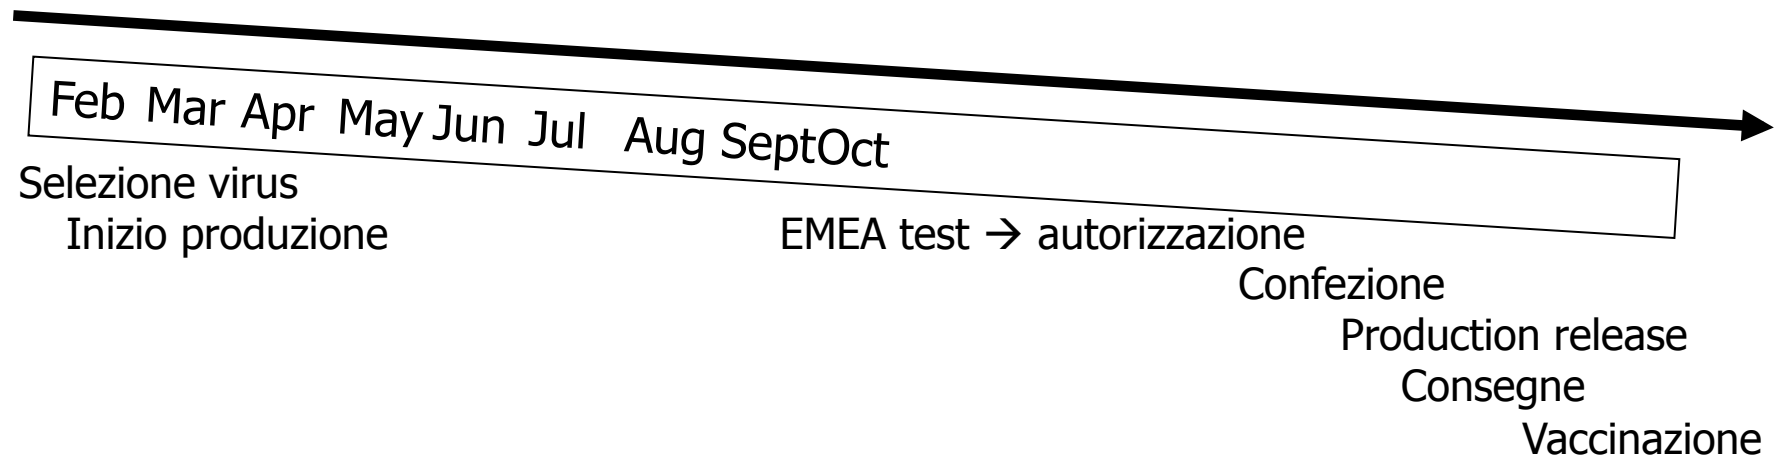 Feb Mar Apr May Jun Jul Aug SeptOct
Selezione virus
Inizio produzione
EMEA test → autorizzazione
Confezione
Production release
Consegne
Vaccinazione